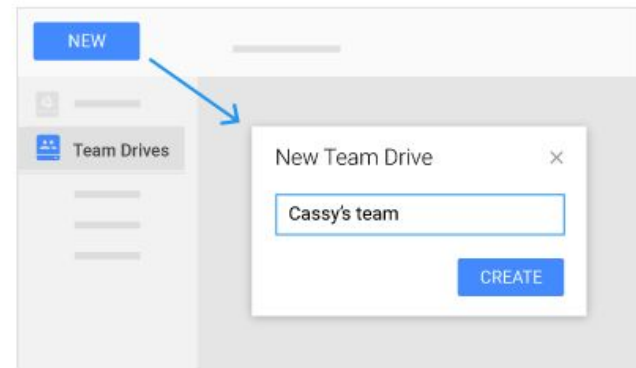 NEW
Team Drives
New Team Drive
Cassy's team
CREATE